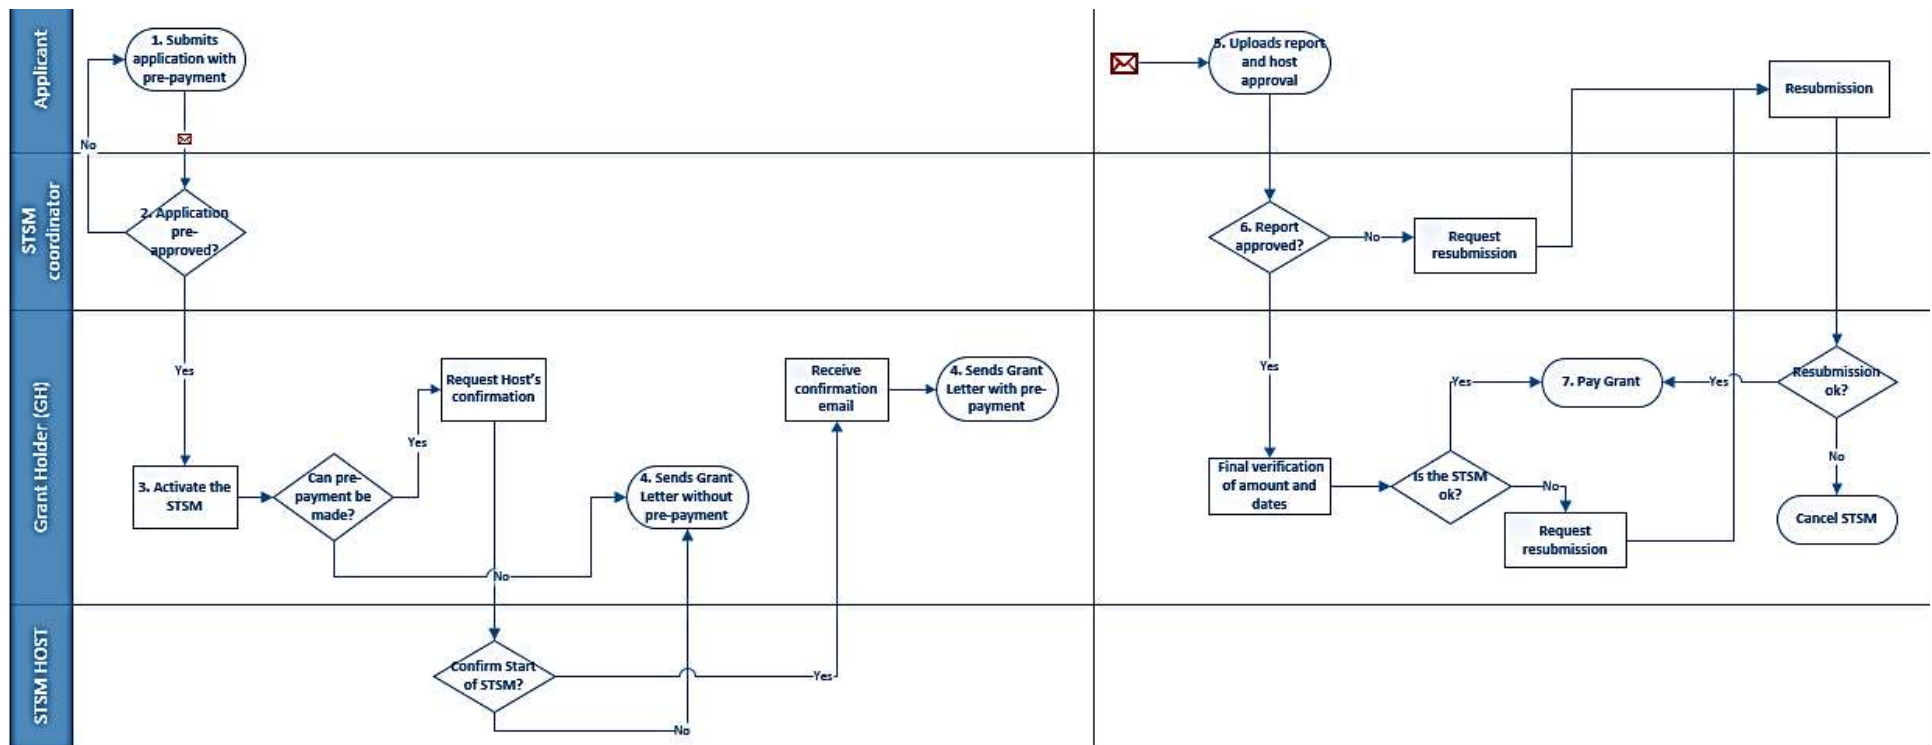 Applicant
1. Submits
application with
pre-payment
No
STSM
coordinator
2. Application
pre-
approved?
Yes
Grant Holder (GH)
3. Activate the
STSM
Can pre-
payment be
made?
Yes
Request Host's
confirmation
No
4. Sends Grant
Letter without
pre-payment
Receive
confirmation
email
4. Sends Grant
Letter with pre-
payment
STSM HOST
Confirm Start
of STSM?
Yes
No
5. Uploads report
and host
approval
Resubmission
6. Report
approved?
No
Request
resubmission
Yes
Final verification
of amount and
dates
Is the STSM
ok?
Yes
7. Pay Grant
Yes
Resubmission
ok?
No
Request
resubmission
No
Cancel STSM